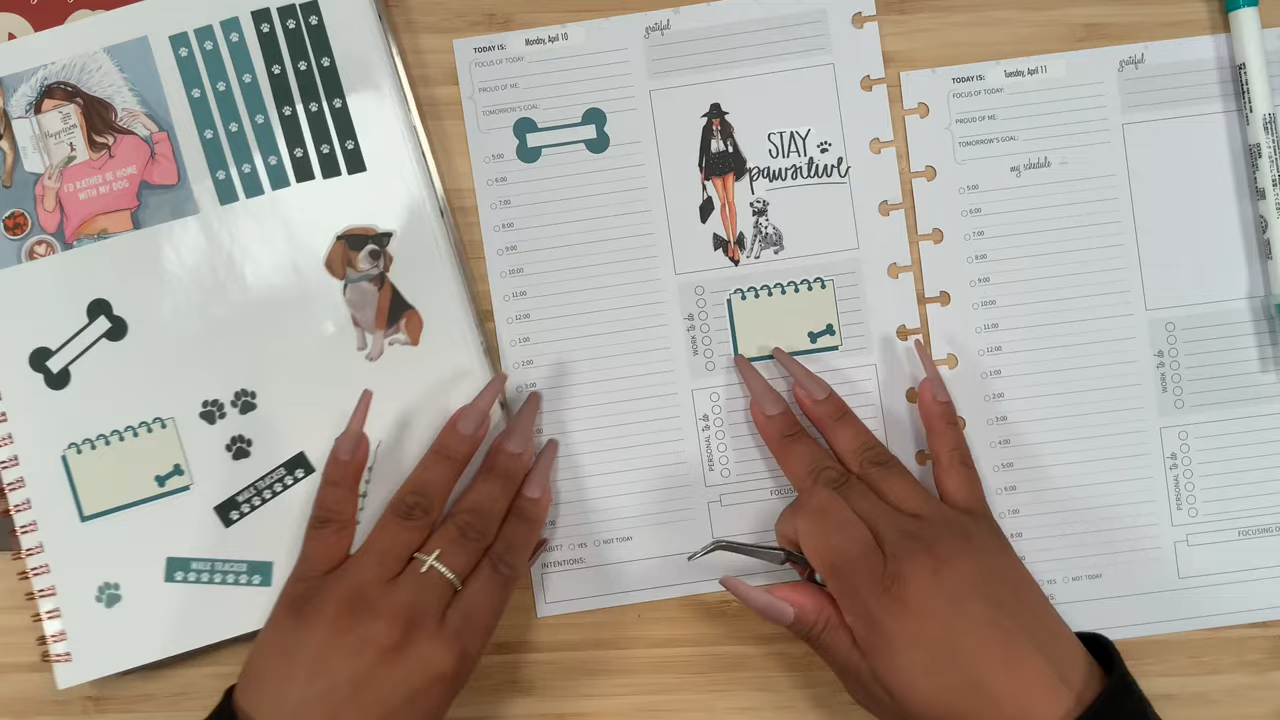 Happiness
I'D RATHER BE HOME
WITH MY DOG
WALK TRACKER
WALK TRACKER
TODAY IS: Monday, April 10
FOCUS OF TODAY:
PROUD OF ME:
TOMORROW'S GOAL:
grateful
5:00
6:00
7:00
8:00
9:00
10:00
11:00
12:00
1:00
2:00
3:00
STAY
pawsitive
WORK to do
PERSONAL to do
FOCUS
YES NOT TODAY
INTENTIONS:
TODAY IS: Tuesday, April 11
FOCUS OF TODAY:
PROUD OF ME:
TOMORROW'S GOAL:
grateful
my schedule
5:00
6:00
7:00
8:00
9:00
10:00
11:00
12:00
1:00
2:00
3:00
4:00
5:00
6:00
7:00
8:00
WORK to do
PERSONAL to do
FOCUSING O
YES NOT TODAY